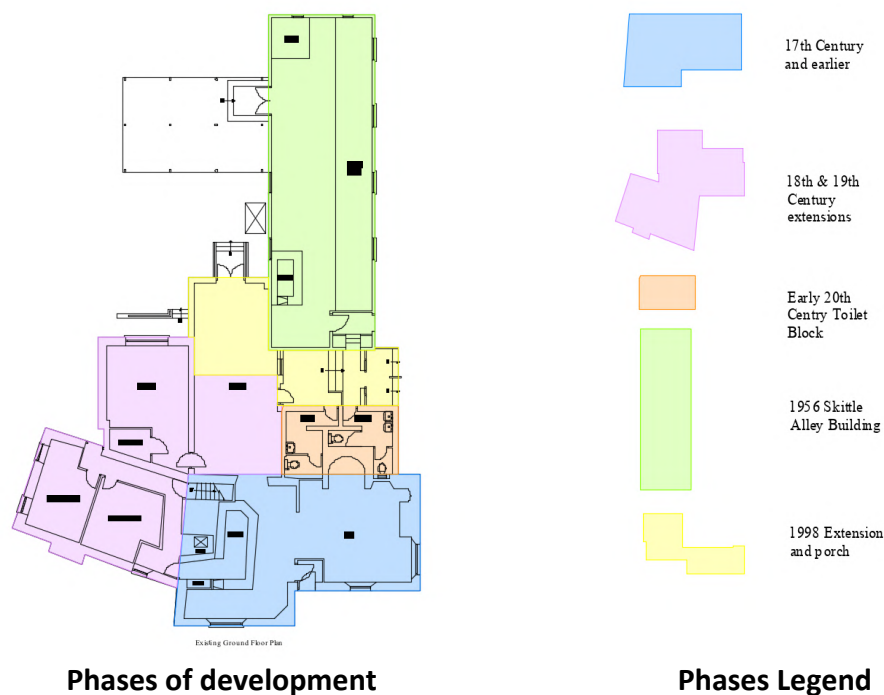 17th Century
and earlier
18th & 19th
Century
extensions
Early 20th
Centry Toilet
Block
1956 Skittle
Alley Building
1998 Extension
and porch
Existing Ground Floor Plan
Phases of development
Phases Legend